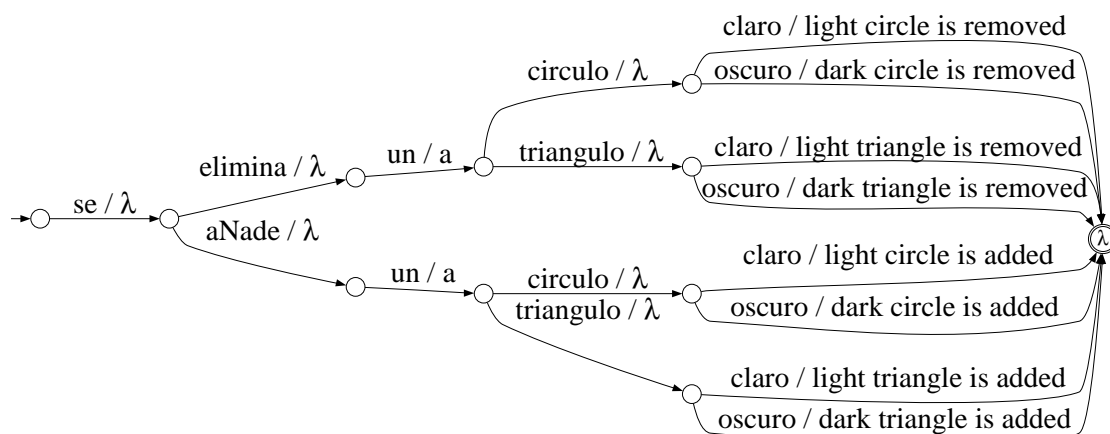 claro / light circle is removed
circulo / λ
oscuro / dark circle is removed
claro / light triangle is removed
triangulo / λ
un / a
elimina / λ
oscuro / dark triangle is removed
se / λ
aNade / λ
λ
claro / light circle is added
un / a
circulo / λ
triangulo / λ
oscuro / dark circle is added
claro / light triangle is added
oscuro / dark triangle is added